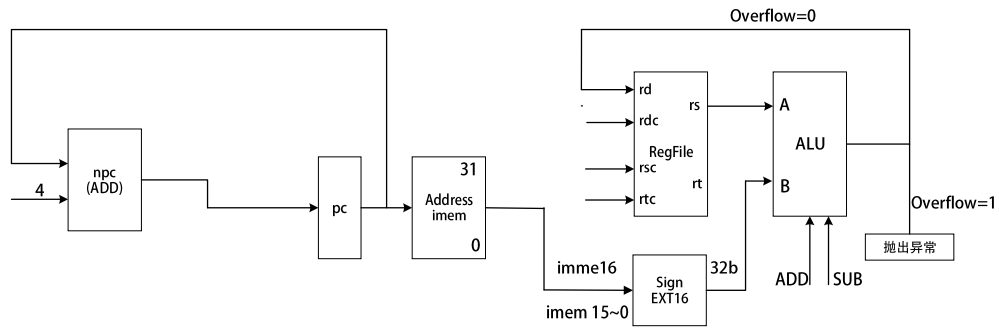 Overflow=0
rd
rs
A
rdc
ALU
npc
(ADD)
31
RegFile
rsc
rt
B
4
pc
Address
imem
rtc
Overflow=1
0
抛出异常
imme16
32b
Sign
EXT16
ADD
SUB
imem 15~0